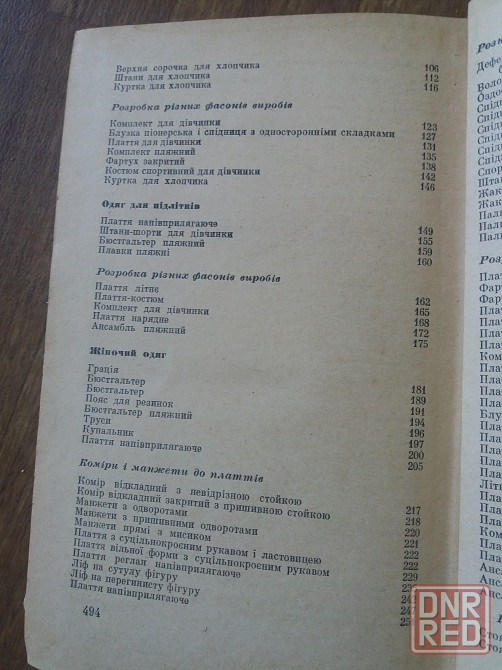 Верхня сорочка для хлопчика 106
Штани для хлопчика 112
Куртка для хлопчика 116
Розробка різних фасонів виробів
Комплект для дівчинки 123
Блузка піонерська і спідниця з односторонніми складками 127
Плаття для дівчинки 131
Комплект пляжний 135
Фартух закритий 138
Костюм спортивний для дівчинки 142
Куртка для хлопчика 146
Одяг для підлітків
Плаття напівприлягаюче 149
Штани-шорти для дівчинки 155
Бюстгальтер пляжний 159
Плавки пляжні 160
Розробка різних фасонів виробів
Плаття літнє 162
Плаття-костюм 165
Комплект для дівчинки 168
Плаття нарядне 172
Ансамбль пляжний 175
Жіночий одяг
Грація 181
Бюстгальтер 189
Бюстгальтер 191
Пояс для резинок 194
Бюстгальтер пляжний 196
Труси 197
Купальник 200
Плаття напівприлягаюче 205
Коміри і манжети до платтів
Комір відкладний з невідрізною стойкою 217
Комір відкладний закритий з пришивною стойкою 218
Манжети з одворотами 220
Манжети з пришивними одворотами 221
Манжети прямі з мисиком 222
Плаття з суцільнокроєним рукавом і ластовицею 222
Плаття вільної форми з суцільнокроєним рукавом 229
Плаття реглан напівприлягаюче
Ліф на сутулу фігуру
Ліф на перегинисту фігуру 247
Плаття напівприлягаюче
494
DNR
RED